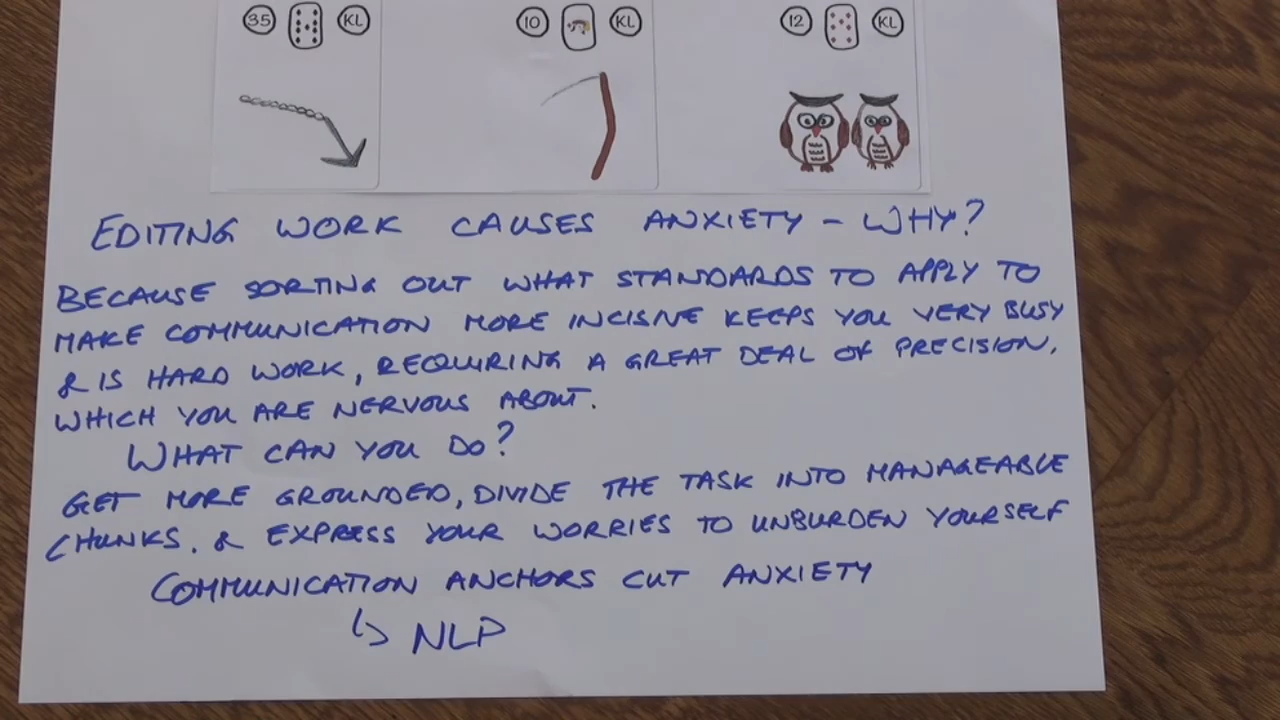 35 KL 10 KL 12 KL
EDITING WORK CAUSES ANXIETY - WHY?
BECAUSE SORTING OUT WHAT STANDARDS TO APPLY TO
MAKE COMMUNICATION MORE INCISIVE KEEPS YOU VERY BUSY
& IS HARD WORK, REQUIRING A GREAT DEAL OF PRECISION,
WHICH YOU ARE NERVOUS ABOUT.
WHAT CAN YOU DO?
GET MORE GROUNDED, DIVIDE THE TASK INTO MANAGEABLE
CHUNKS. & EXPRESS YOUR WORRIES TO UNBURDEN YOURSELF
COMMUNICATION ANCHORS CUT ANXIETY
↳ NLP